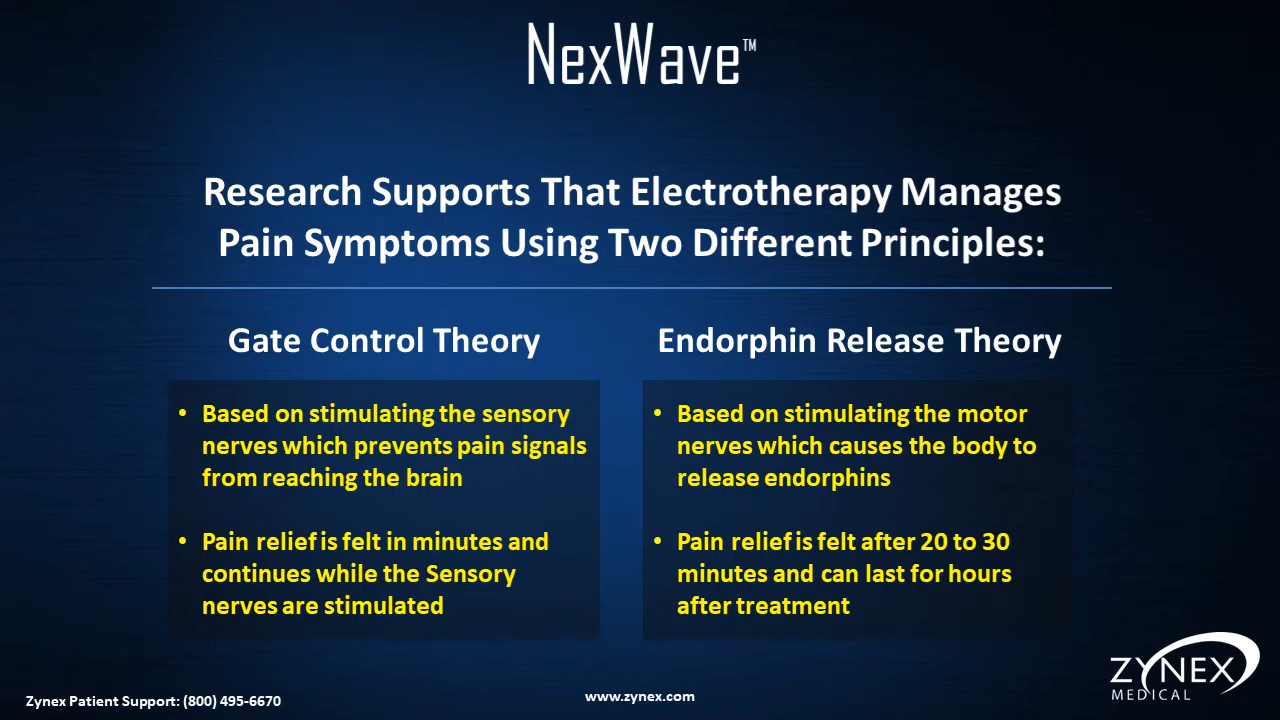 NexWave™
Research Supports That Electrotherapy Manages
Pain Symptoms Using Two Different Principles:
Gate Control Theory
• Based on stimulating the sensory
nerves which prevents pain signals
from reaching the brain
• Pain relief is felt in minutes and
continues while the Sensory
nerves are stimulated
Endorphin Release Theory
• Based on stimulating the motor
nerves which causes the body to
release endorphins
• Pain relief is felt after 20 to 30
minutes and can last for hours
after treatment
Zynex Patient Support: (800) 495-6670
www.zynex.com
ZYNEX
MEDICAL